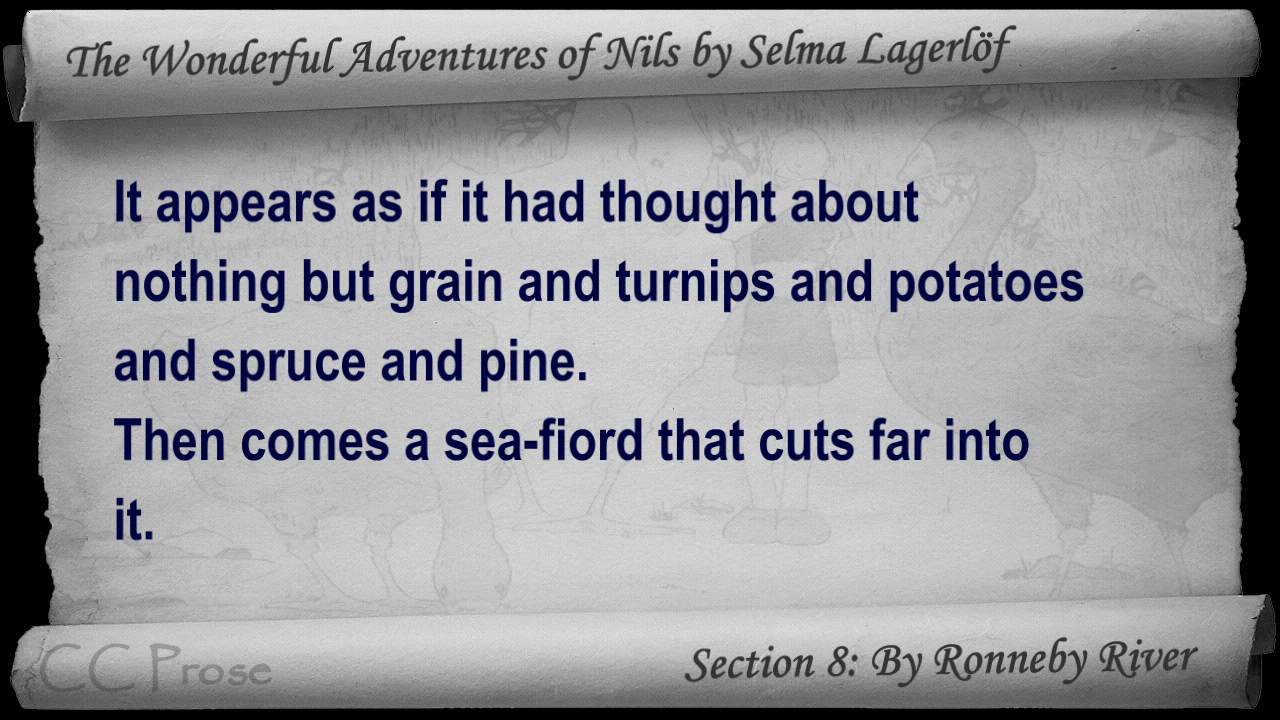 The Wonderful Adventures of Nils by Selma Lagerlöf
It appears as if it had thought about
nothing but grain and turnips and potatoes
and spruce and pine.
Then comes a sea-fiord that cuts far into
it.
CC Prose
Section 8: By Ronneby River